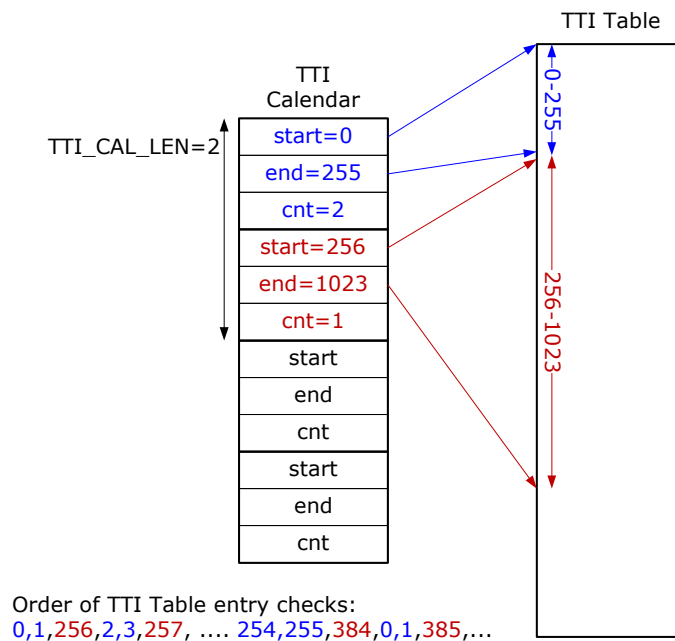 TTI Table
TTI
Calendar
TTI_CAL_LEN=2
start=0
end=255
cnt=2
start=256
end=1023
cnt=1
start
end
cnt
start
end
cnt
0-255
256-1023
Order of TTI Table entry checks:
0,1,256,2,3,257, .... 254,255,384,0,1,385,...